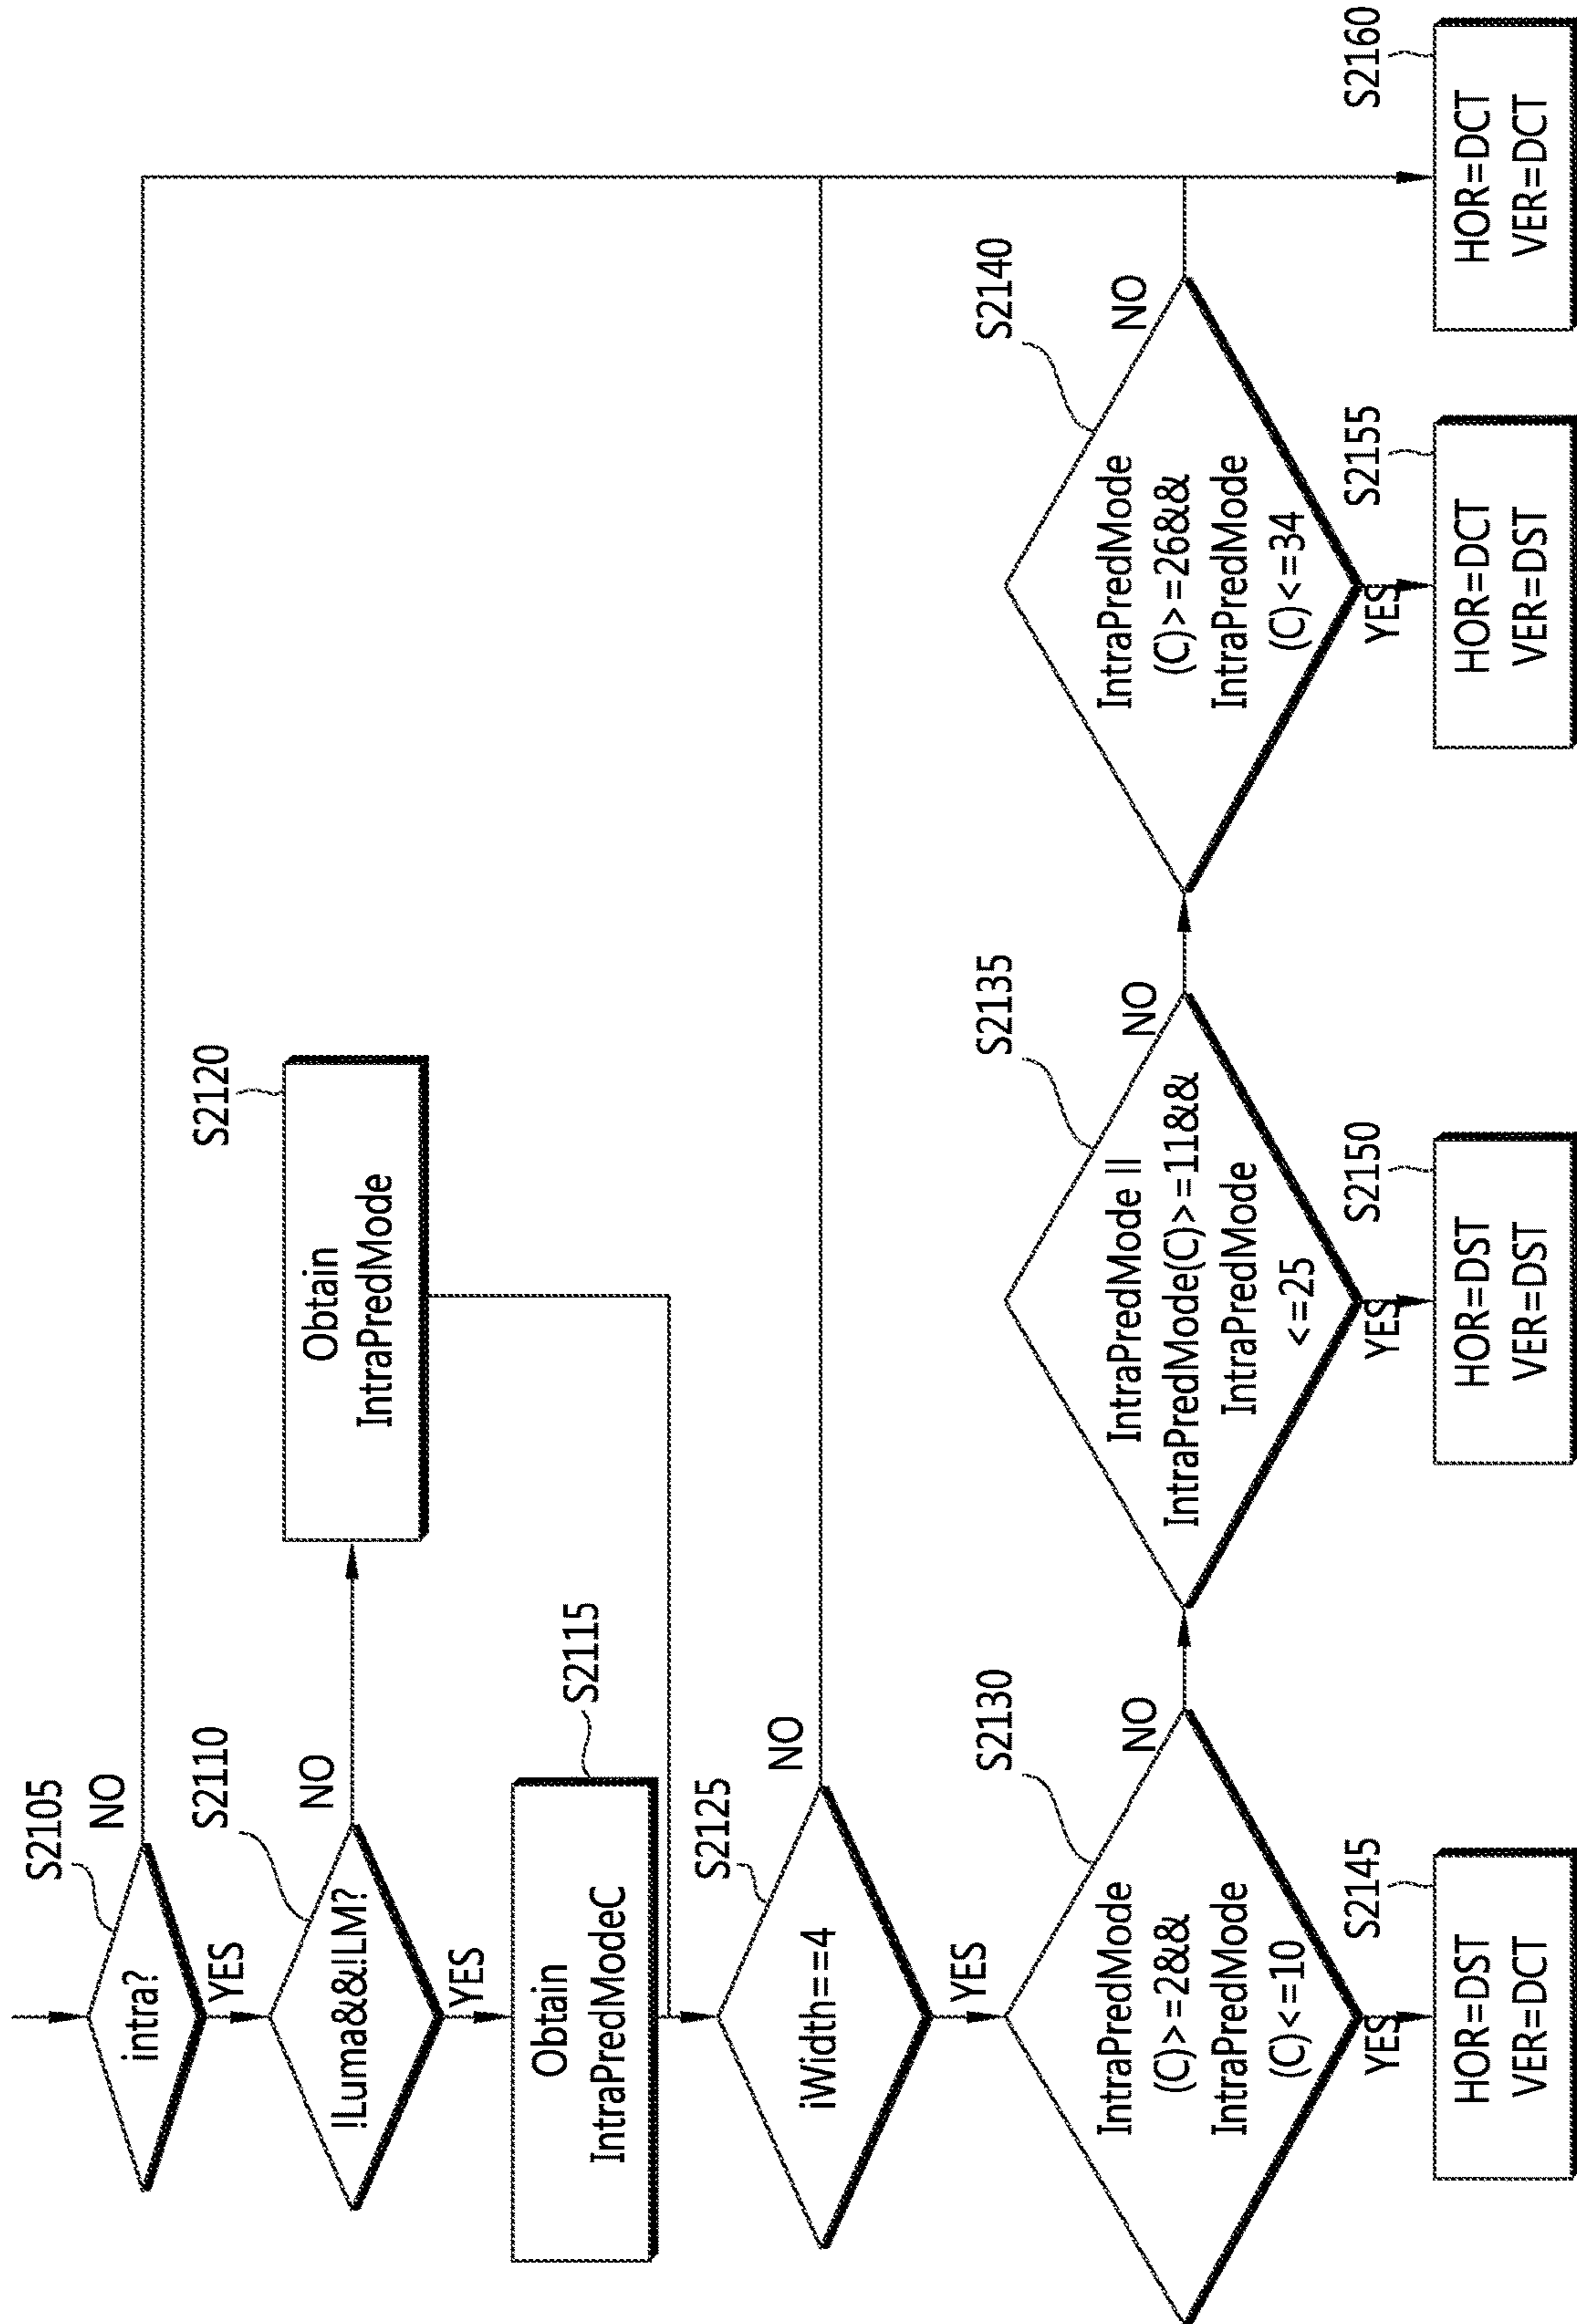 S2105
intra?
NO
YES
S2110
!Luma&&!LM?
NO
YES
S2120
Obtain
IntraPredMode
S2115
Obtain
IntraPredModeC
S2125
iWidth==4
NO
YES
S2130
IntraPredMode
(C)>=2&&
IntraPredMode
(C)<=10
NO
YES
S2135
IntraPredMode ||
IntraPredMode(C)>=11&&
IntraPredMode
<=25
NO
YES
S2140
IntraPredMode
(C)>=26&&
IntraPredMode
(C)<=34
NO
YES
S2145
HOR=DST
VER=DCT
S2150
HOR=DST
VER=DST
S2155
HOR=DCT
VER=DST
S2160
HOR=DCT
VER=DCT